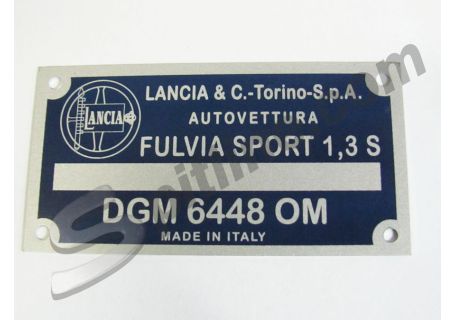 LANCIA
LANCIA & C.-Torino-S.p.A.
AUTOVETTURA
FULVIA SPORT 1,3 S
DGM 6448 OM
MADE IN ITALY